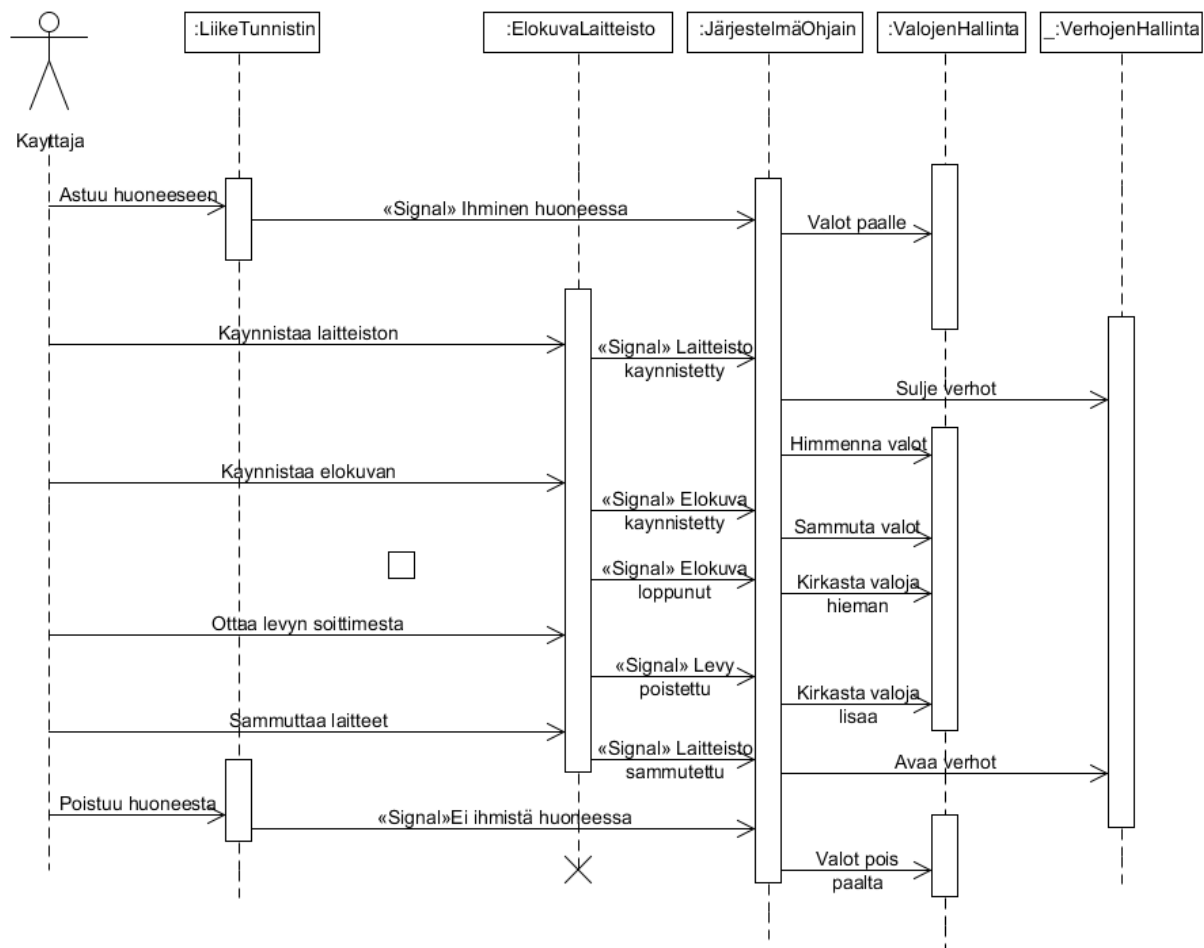 :LiikeTunnistin
:ElokuvaLaitteisto
:JärjestelmäOhjain
:ValojenHallinta
_:VerhojenHallinta
Kayttaja
Astuu huoneeseen
«Signal» Ihminen huoneessa
Valot paalle
Kaynnistaa laitteiston
«Signal» Laitteisto
kaynnistetty
Sulje verhot
Himmenna valot
Kaynnistaa elokuvan
«Signal» Elokuva
kaynnistetty
Sammuta valot
«Signal» Elokuva
loppunut
Kirkasta valoja
hieman
Ottaa levyn soittimesta
«Signal» Levy
poistettu
Kirkasta valoja
lisaa
Sammuttaa laitteet
«Signal» Laitteisto
sammutettu
Avaa verhot
Poistuu huoneesta
«Signal»Ei ihmistä huoneessa
Valot pois
paalta